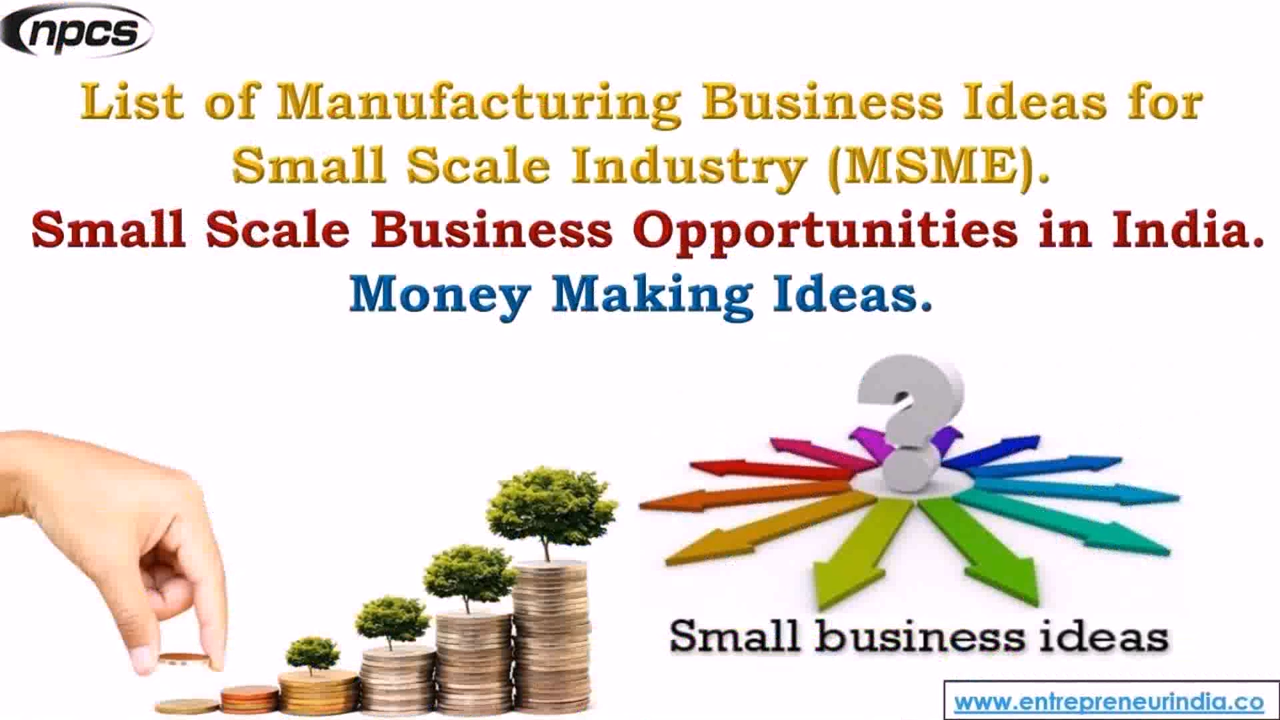 npcs
List of Manufacturing Business Ideas for
Small Scale Industry (MSME).
Small Scale Business Opportunities in India.
Money Making Ideas.
Small business ideas
www.entrepreneurindia.co